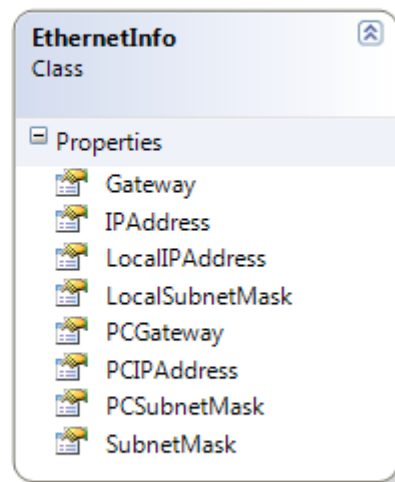 EthernetInfo
Class
Properties
Gateway
IPAddress
LocalIPAddress
LocalSubnetMask
PCGateway
PCIPAddress
PCSubnetMask
SubnetMask